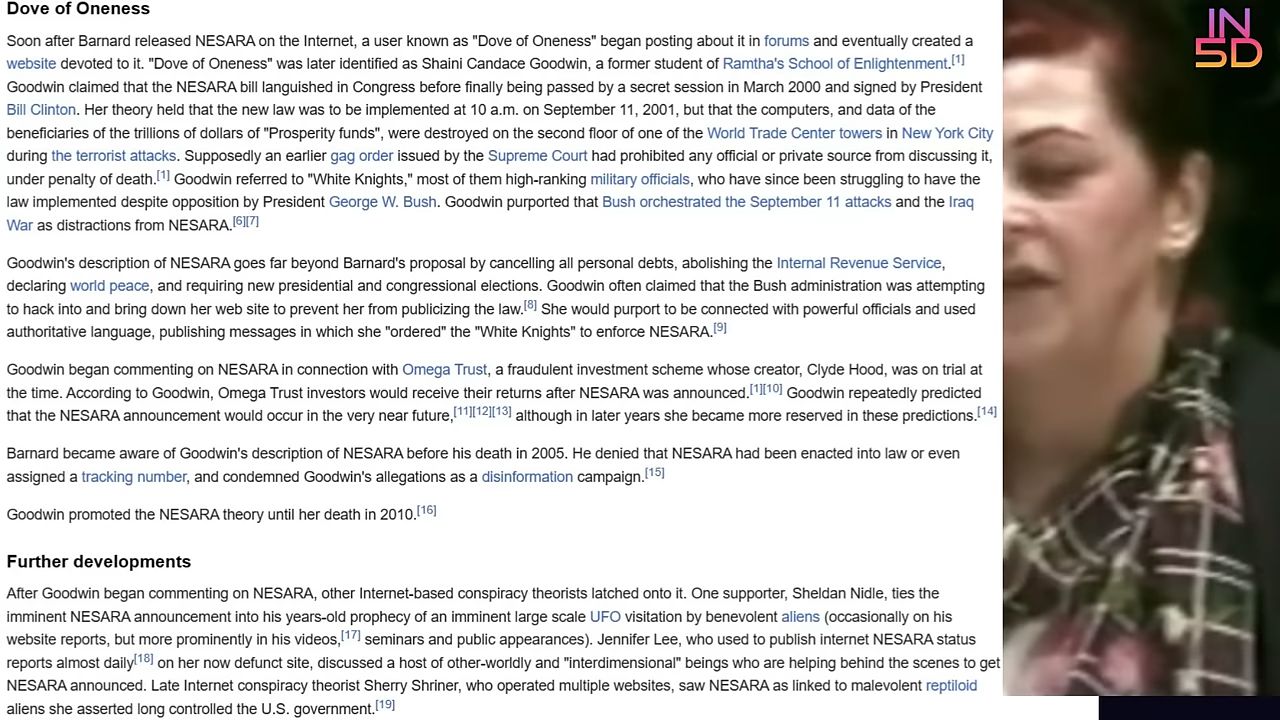 Dove of Oneness
Soon after Barnard released NESARA on the Internet, a user known as "Dove of Oneness" began posting about it in forums and eventually created a
website devoted to it. "Dove of Oneness" was later identified as Shaini Candace Goodwin, a former student of Ramtha's School of Enlightenment.[1]
Goodwin claimed that the NESARA bill languished in Congress before finally being passed by a secret session in March 2000 and signed by President
Bill Clinton. Her theory held that the new law was to be implemented at 10 a.m. on September 11, 2001, but that the computers, and data of the
beneficiaries of the trillions of dollars of "Prosperity funds", were destroyed on the second floor of one of the World Trade Center towers in New York City
during the terrorist attacks. Supposedly an earlier gag order issued by the Supreme Court had prohibited any official or private source from discussing it,
under penalty of death.[1] Goodwin referred to "White Knights," most of them high-ranking military officials, who have since been struggling to have the
law implemented despite opposition by President George W. Bush. Goodwin purported that Bush orchestrated the September 11 attacks and the Iraq
War as distractions from NESARA.[6][7]
Goodwin's description of NESARA goes far beyond Barnard's proposal by cancelling all personal debts, abolishing the Internal Revenue Service,
declaring world peace, and requiring new presidential and congressional elections. Goodwin often claimed that the Bush administration was attempting
to hack into and bring down her web site to prevent her from publicizing the law.[8] She would purport to be connected with powerful officials and used
authoritative language, publishing messages in which she "ordered" the "White Knights" to enforce NESARA.[9]
Goodwin began commenting on NESARA in connection with Omega Trust, a fraudulent investment scheme whose creator, Clyde Hood, was on trial at
the time. According to Goodwin, Omega Trust investors would receive their returns after NESARA was announced.[1][10] Goodwin repeatedly predicted
that the NESARA announcement would occur in the very near future,[11][12][13] although in later years she became more reserved in these predictions.[14]
Barnard became aware of Goodwin's description of NESARA before his death in 2005. He denied that NESARA had been enacted into law or even
assigned a tracking number, and condemned Goodwin's allegations as a disinformation campaign.[15]
Goodwin promoted the NESARA theory until her death in 2010.[16]
Further developments
After Goodwin began commenting on NESARA, other Internet-based conspiracy theorists latched onto it. One supporter, Sheldan Nidle, ties the
imminent NESARA announcement into his years-old prophecy of an imminent large scale UFO visitation by benevolent aliens (occasionally on his
website reports, but more prominently in his videos,[17] seminars and public appearances). Jennifer Lee, who used to publish internet NESARA status
reports almost daily[18] on her now defunct site, discussed a host of other-worldly and "interdimensional" beings who are helping behind the scenes to get
NESARA announced. Late Internet conspiracy theorist Sherry Shriner, who operated multiple websites, saw NESARA as linked to malevolent reptiloid
aliens she asserted long controlled the U.S. government.[19]
IN
5D